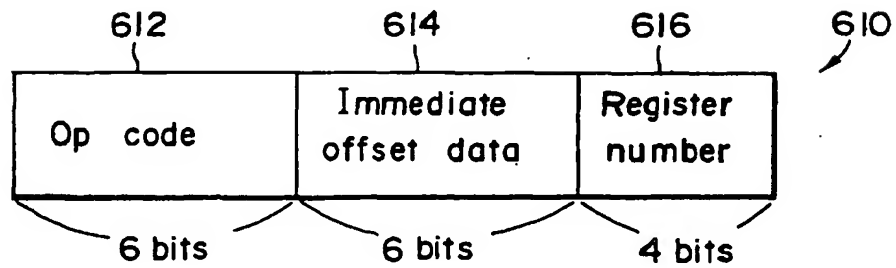 612 614 616 610
Op code
Immediate
offset data
Register
number
6 bits 6 bits 4 bits